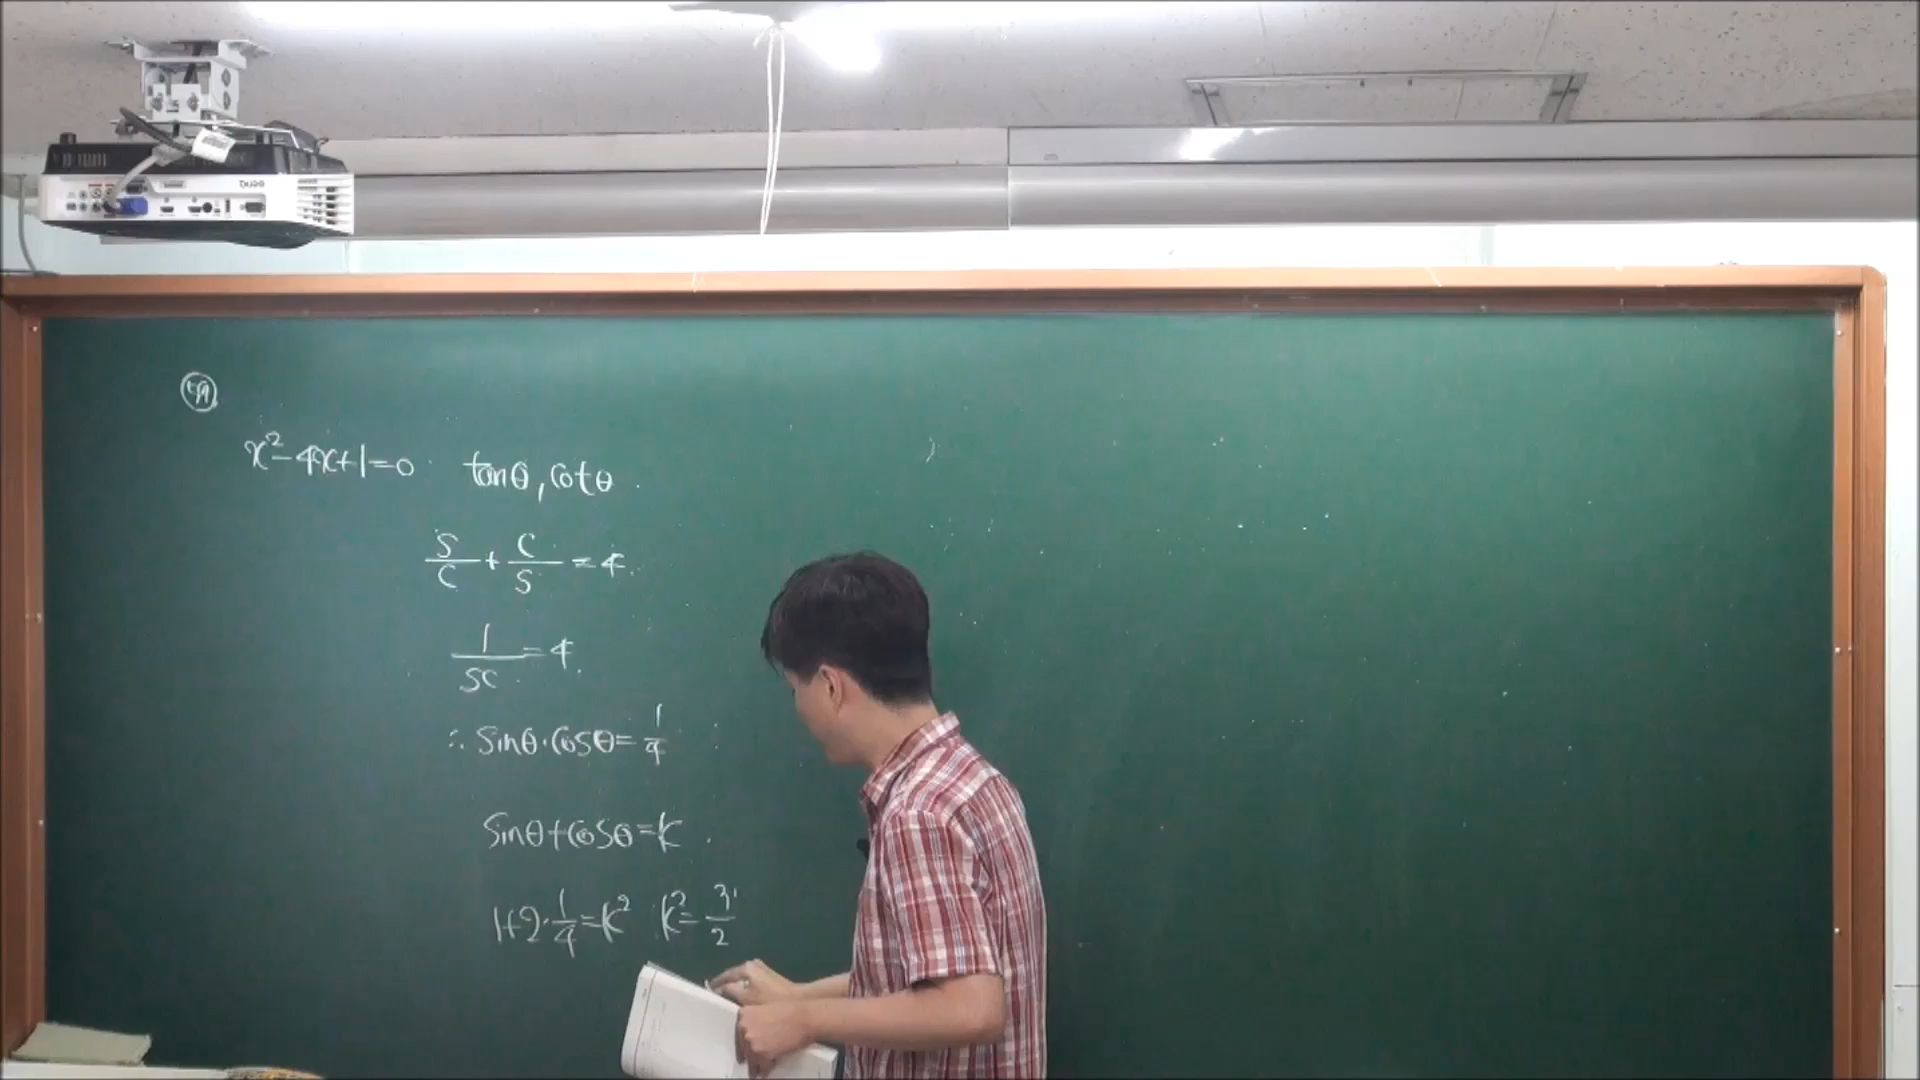 x²-4x+1=0 tanθ, cotθ
S/C + C/S = 4
1/SC = 4
∴ sinθ·cosθ = 1/4
sinθ+cosθ=k
1+2·1/4=k² k²=3/2